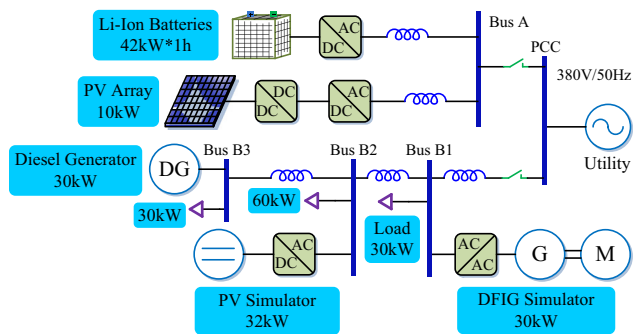 Li-Ion Batteries
42kW*1h
AC
DC
Bus A
PCC
380V/50Hz
PV Array
10kW
DC
DC
AC
DC
Utility
Diesel Generator
30kW
DG
Bus B3
Bus B2
Bus B1
30kW
60kW
Load
30kW
AC
DC
PV Simulator
32kW
AC
AC
G
M
DFIG Simulator
30kW